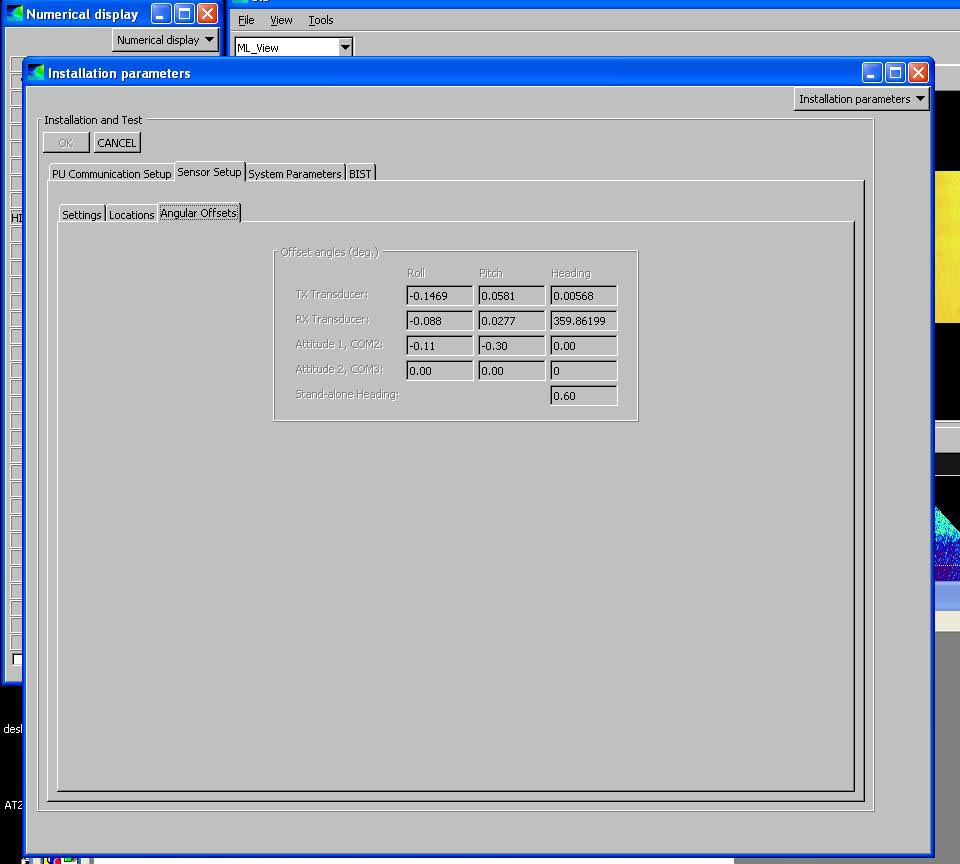 Numerical display
Numerical display
File View Tools
ML_View
Installation parameters
Installation parameters
Installation and Test
OK CANCEL
PU Communication Setup Sensor Setup System Parameters BIST
Settings Locations Angular Offsets
Offset angles (deg.)
Roll Pitch Heading
TX Transducer: -0.1469 0.0581 0.00568
RX Transducer: -0.088 0.0277 359.86199
Attitude 1, COM2: -0.11 -0.30 0.00
Attitude 2, COM3: 0.00 0.00 0
Stand-alone Heading: 0.60